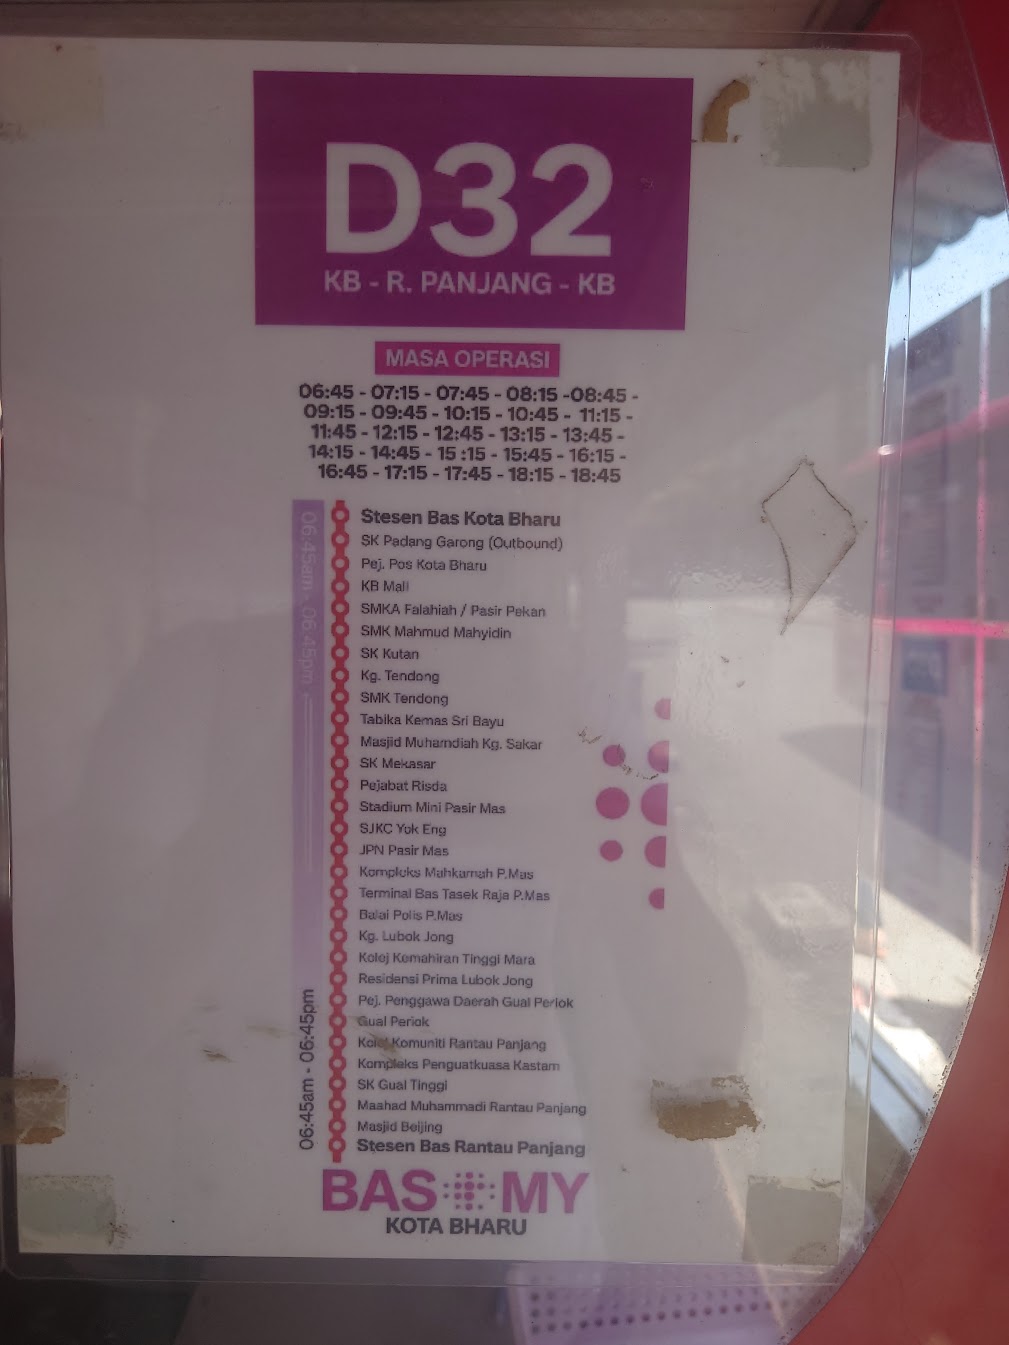 D32
KB - R. PANJANG - KB
MASA OPERASI
06:45 - 07:15 - 07:45 - 08:15 -08:45 -
09:15 - 09:45 - 10:15 - 10:45 - 11:15 -
11:45 - 12:15 - 12:45 - 13:15 - 13:45 -
14:15 - 14:45 - 15 :15 - 15:45 - 16:15 -
16:45 - 17:15 - 17:45 - 18:15 - 18:45
06:45am - 06:45pm
Stesen Bas Kota Bharu
SK Padang Garong (Outbound)
Pej. Pos Kota Bharu
KB Mall
SMKA Falahiah / Pasir Pekan
SMK Mahmud Mahyidin
SK Kutan
Kg. Tendong
SMK Tendong
Tabika Kemas Sri Bayu
Masjid Muhamdiah Kg. Sakar
SK Mekasar
Pejabat Risda
Stadium Mini Pasir Mas
SJKC Yok Eng
JPN Pasir Mas
Kompleks Mahkamah P.Mas
Terminal Bas Tasek Raja P.Mas
Balai Polis P.Mas
Kg. Lubok Jong
Kolej Kemahiran Tinggi Mara
Residensi Prima Lubok Jong
Pej. Penggawa Daerah Gual Periok
Gual Periok
Kolej Komuniti Rantau Panjang
Kompleks Penguatkuasa Kastam
SK Gual Tinggi
Maahad Muhammadi Rantau Panjang
Masjid Beijing
Stesen Bas Rantau Panjang
06:45am - 06:45pm
BAS MY
KOTA BHARU